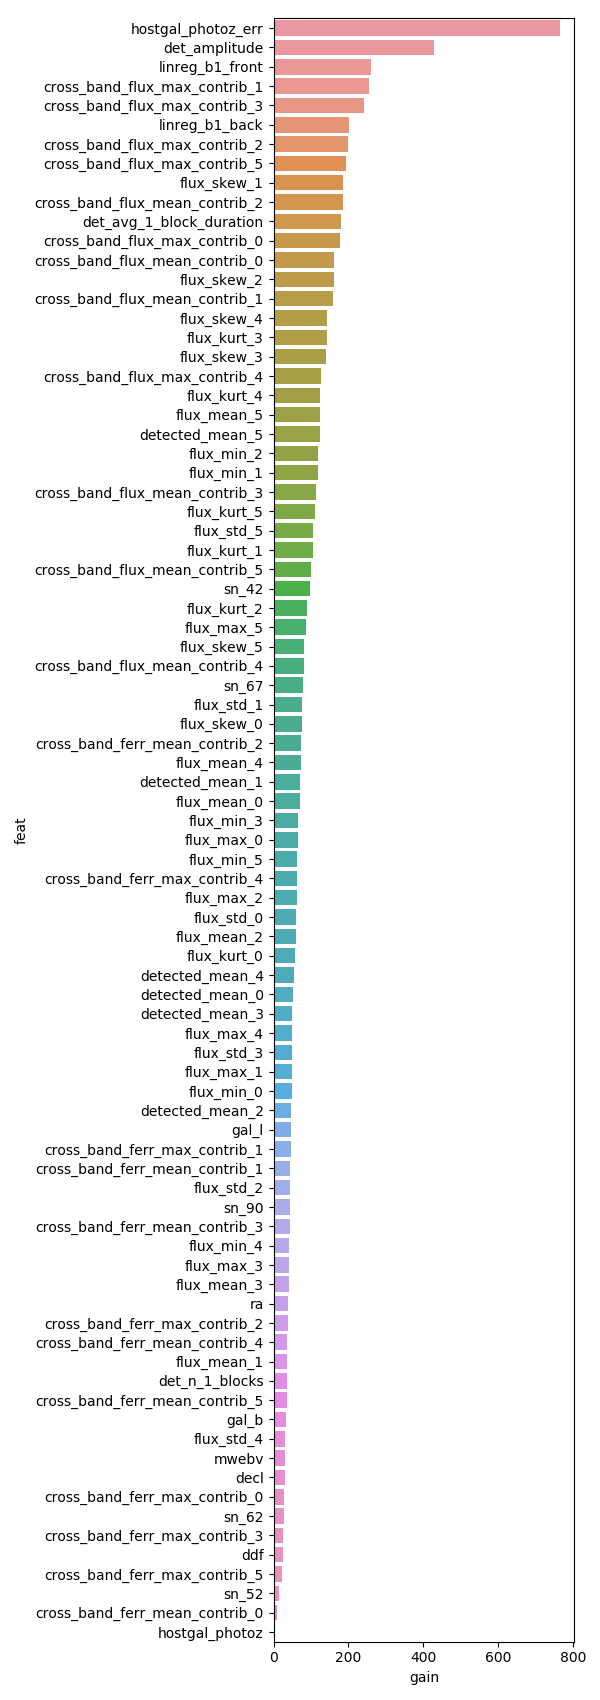 hostgal_photoz_err
det_amplitude
linreg_b1_front
cross_band_flux_max_contrib_1
cross_band_flux_max_contrib_3
linreg_b1_back
cross_band_flux_max_contrib_2
cross_band_flux_max_contrib_5
flux_skew_1
cross_band_flux_mean_contrib_2
det_avg_1_block_duration
cross_band_flux_max_contrib_0
cross_band_flux_mean_contrib_0
flux_skew_2
cross_band_flux_mean_contrib_1
flux_skew_4
flux_kurt_3
flux_skew_3
cross_band_flux_max_contrib_4
flux_kurt_4
flux_mean_5
detected_mean_5
flux_min_2
flux_min_1
cross_band_flux_mean_contrib_3
flux_kurt_5
flux_std_5
flux_kurt_1
cross_band_flux_mean_contrib_5
sn_42
flux_kurt_2
flux_max_5
flux_skew_5
cross_band_flux_mean_contrib_4
sn_67
flux_std_1
flux_skew_0
cross_band_ferr_mean_contrib_2
flux_mean_4
detected_mean_1
flux_mean_0
flux_min_3
flux_max_0
flux_min_5
cross_band_ferr_max_contrib_4
flux_max_2
flux_std_0
flux_mean_2
flux_kurt_0
detected_mean_4
detected_mean_0
detected_mean_3
flux_max_4
flux_std_3
flux_max_1
flux_min_0
detected_mean_2
gal_l
cross_band_ferr_max_contrib_1
cross_band_ferr_mean_contrib_1
flux_std_2
sn_90
cross_band_ferr_mean_contrib_3
flux_min_4
flux_max_3
flux_mean_3
ra
cross_band_ferr_max_contrib_2
cross_band_ferr_mean_contrib_4
flux_mean_1
det_n_1_blocks
cross_band_ferr_mean_contrib_5
gal_b
flux_std_4
mwebv
decl
cross_band_ferr_max_contrib_0
sn_62
cross_band_ferr_max_contrib_3
ddf
cross_band_ferr_max_contrib_5
sn_52
cross_band_ferr_mean_contrib_0
hostgal_photoz
feat
0 200 400 600 800
gain